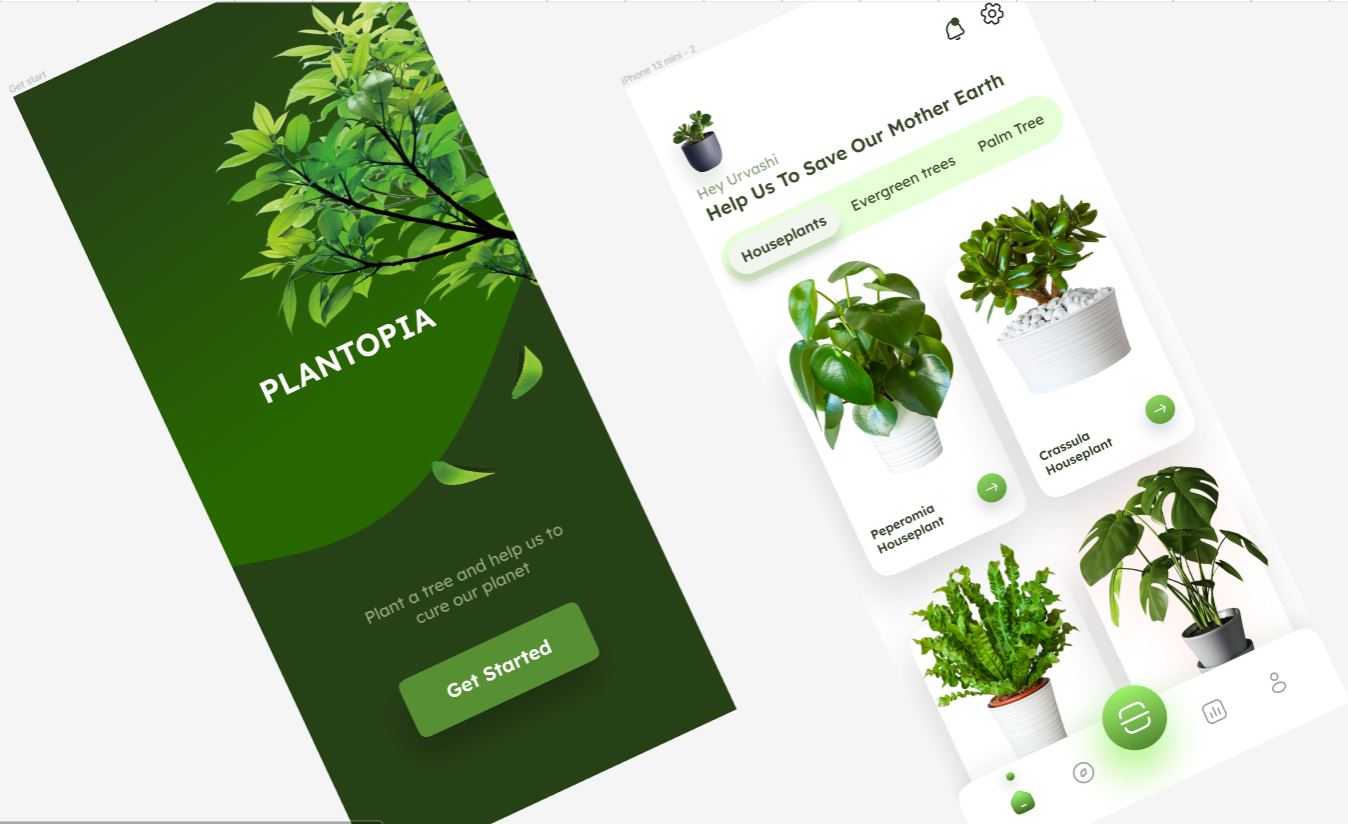 Get start
PLANTOPIA
Plant a tree and help us to
cure our planet
Get Started
iPhone 13 mini - 2
Hey Urvashi
Help Us To Save Our Mother Earth
Houseplants
Evergreen trees
Palm Tree
Peperomia
Houseplant
Crassula
Houseplant